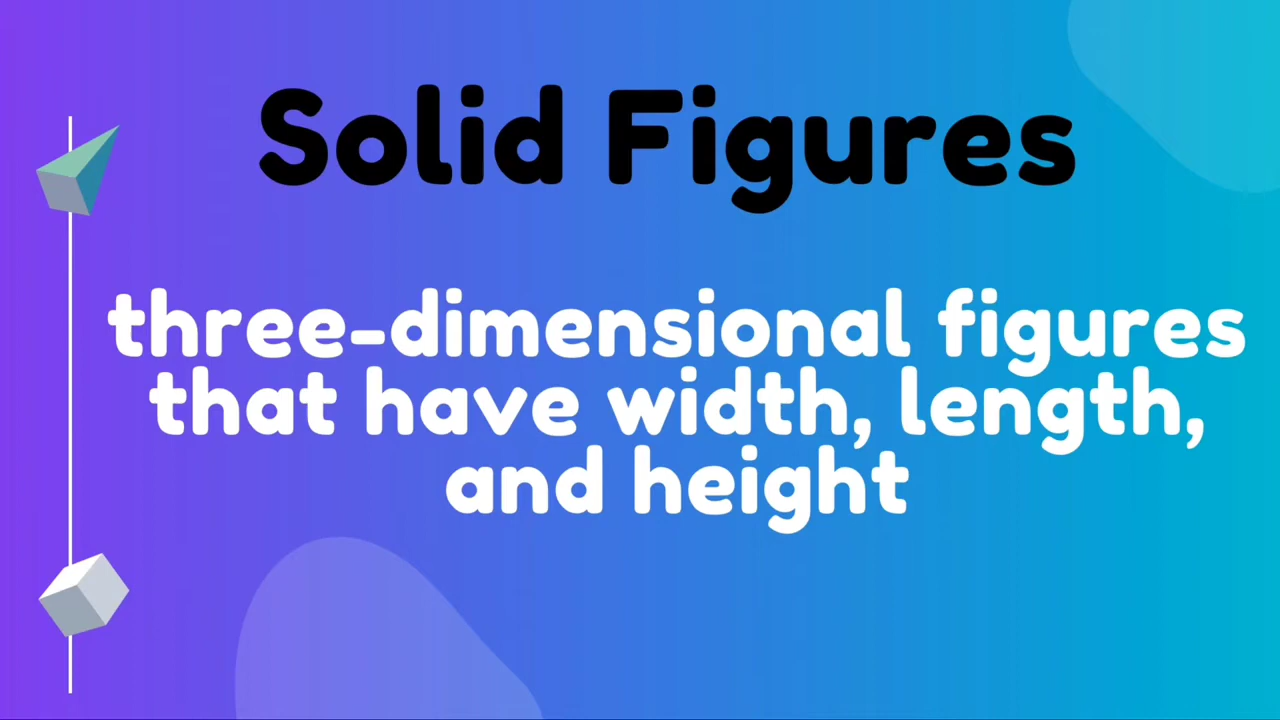 Solid Figures
three-dimensional figures
that have width, length,
and height